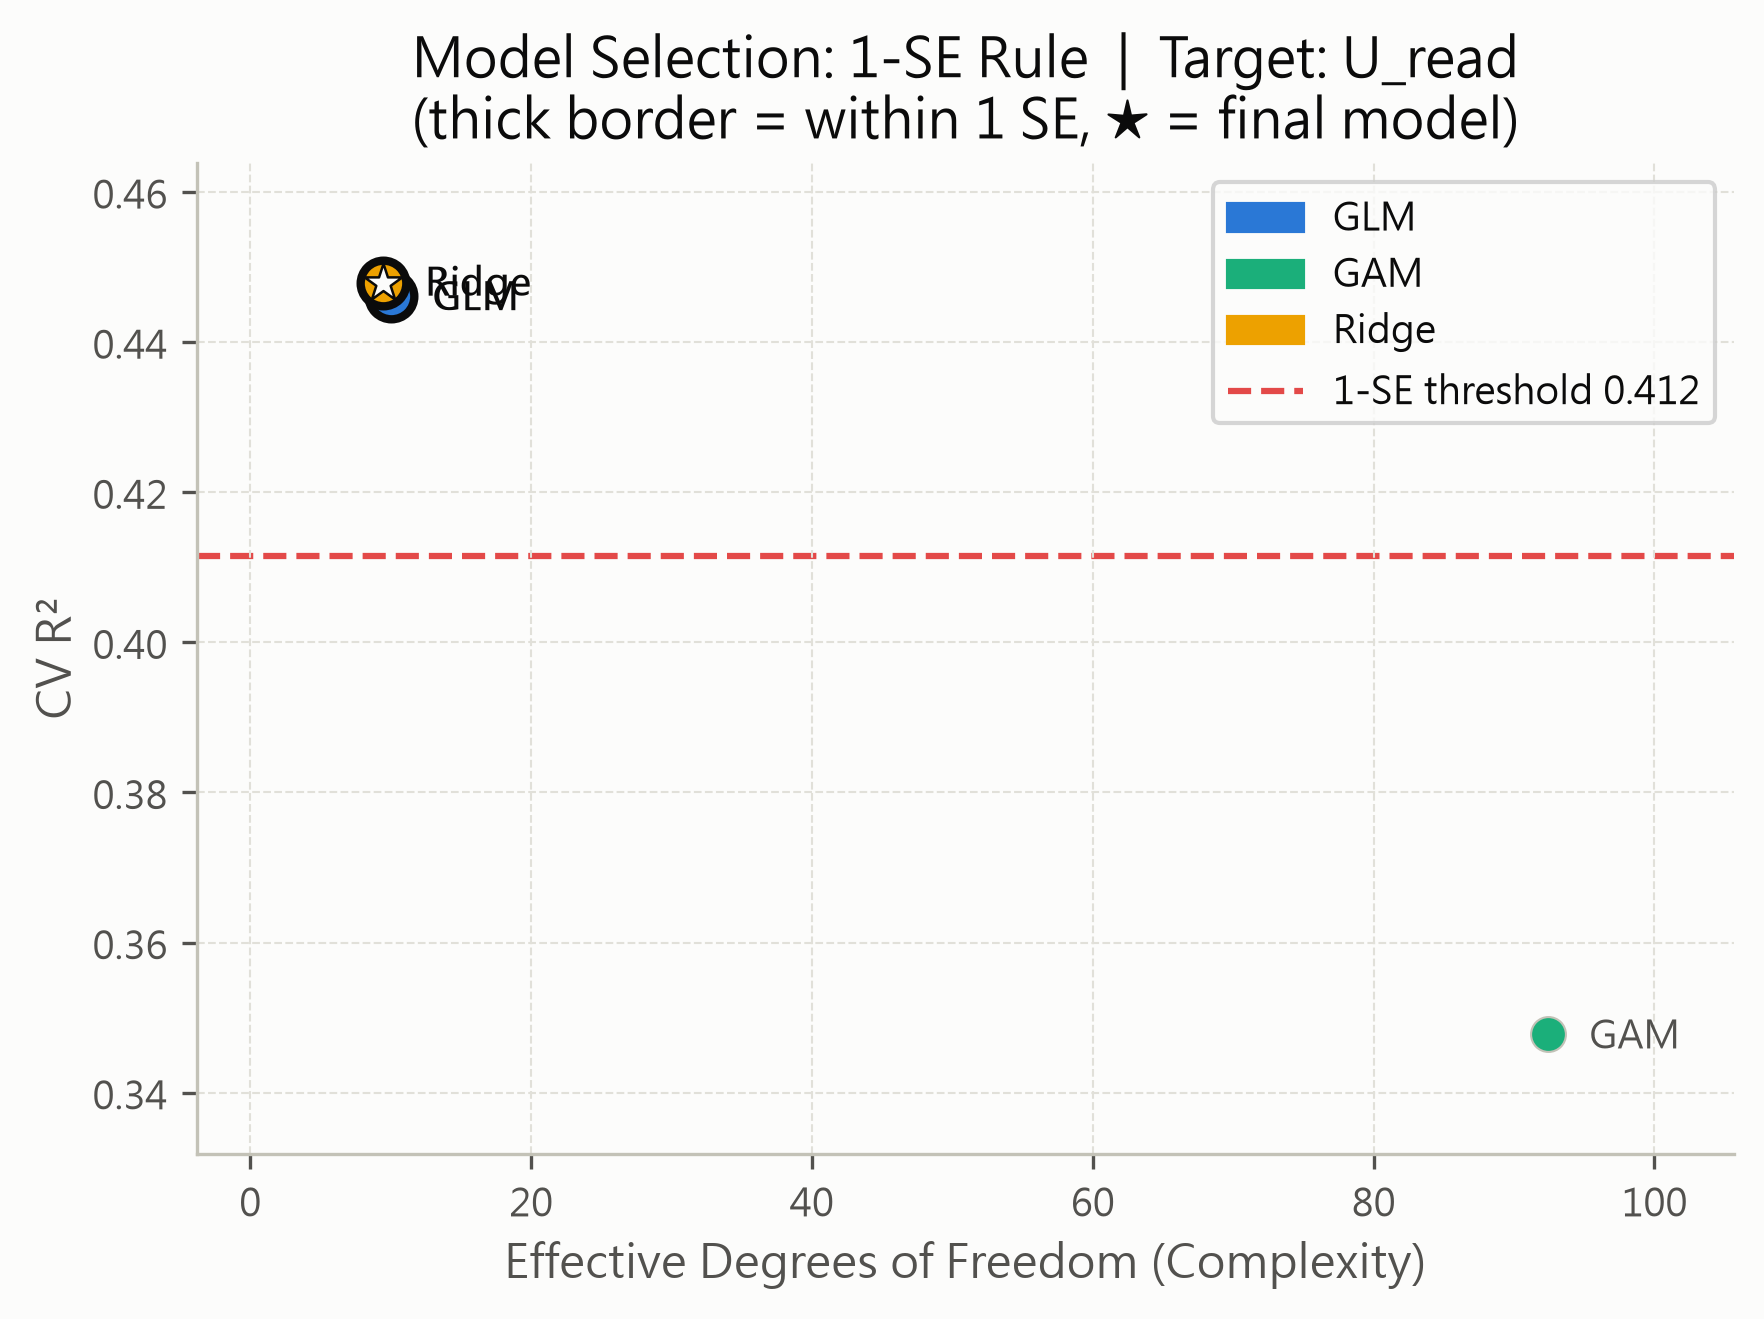 Model Selection: 1-SE Rule | Target: U_read
(thick border = within 1 SE, ★ = final model)
0.46
0.44
0.42
0.40
0.38
0.36
0.34
CV R²
Ridge
GLM
GAM
GLM
GAM
Ridge
1-SE threshold 0.412
0
20
40
60
80
100
Effective Degrees of Freedom (Complexity)